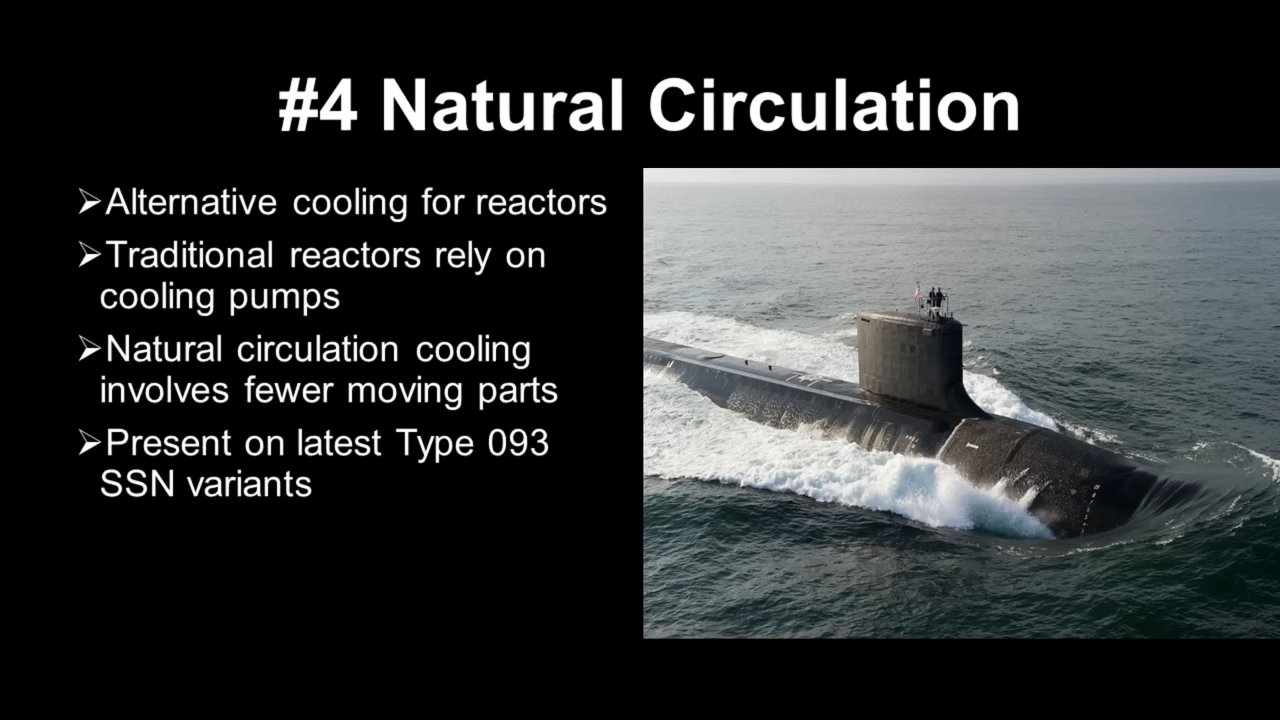 #4 Natural Circulation
➢Alternative cooling for reactors
➢Traditional reactors rely on
cooling pumps
➢Natural circulation cooling
involves fewer moving parts
➢Present on latest Type 093
SSN variants